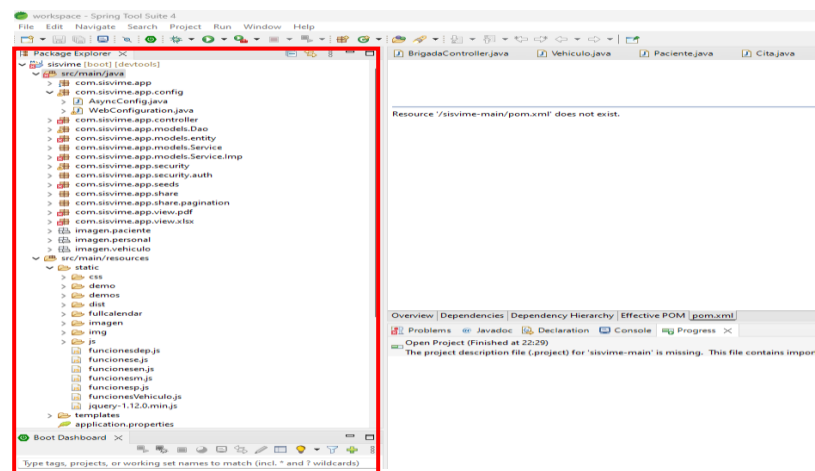 workspace - Spring Tool Suite 4
File Edit Navigate Search Project Run Window Help
Package Explorer
sisvime [boot] [devtools]
src/main/java
com.sisvime.app
com.sisvime.app.config
AsyncConfig.java
WebConfiguration.java
com.sisvime.app.controller
com.sisvime.app.models.Dao
com.sisvime.app.models.entity
com.sisvime.app.models.Service
com.sisvime.app.models.Service.Imp
com.sisvime.app.security
com.sisvime.app.security.auth
com.sisvime.app.seeds
com.sisvime.app.share
com.sisvime.app.share.pagination
com.sisvime.app.view.pdf
com.sisvime.app.view.xlsx
imagen.paciente
imagen.personal
imagen.vehiculo
src/main/resources
static
css
demo
demos
dist
fullcalendar
imagen
img
js
funcionesdep.js
funcionese.js
funcionesen.js
funcionesm.js
funcionesp.js
funcionesVehiculo.js
jquery-1.12.0.min.js
templates
application.properties
Boot Dashboard
Type tags, projects, or working set names to match (incl. * and ? wildcards)
BrigadaController.java Vehiculo.java Paciente.java Cita.java
Resource '/sisvime-main/pom.xml' does not exist.
Overview Dependencies Dependency Hierarchy Effective POM pom.xml
Problems Javadoc Declaration Console Progress
Open Project (Finished at 22:29)
The project description file (.project) for 'sisvime-main' is missing. This file contains impor